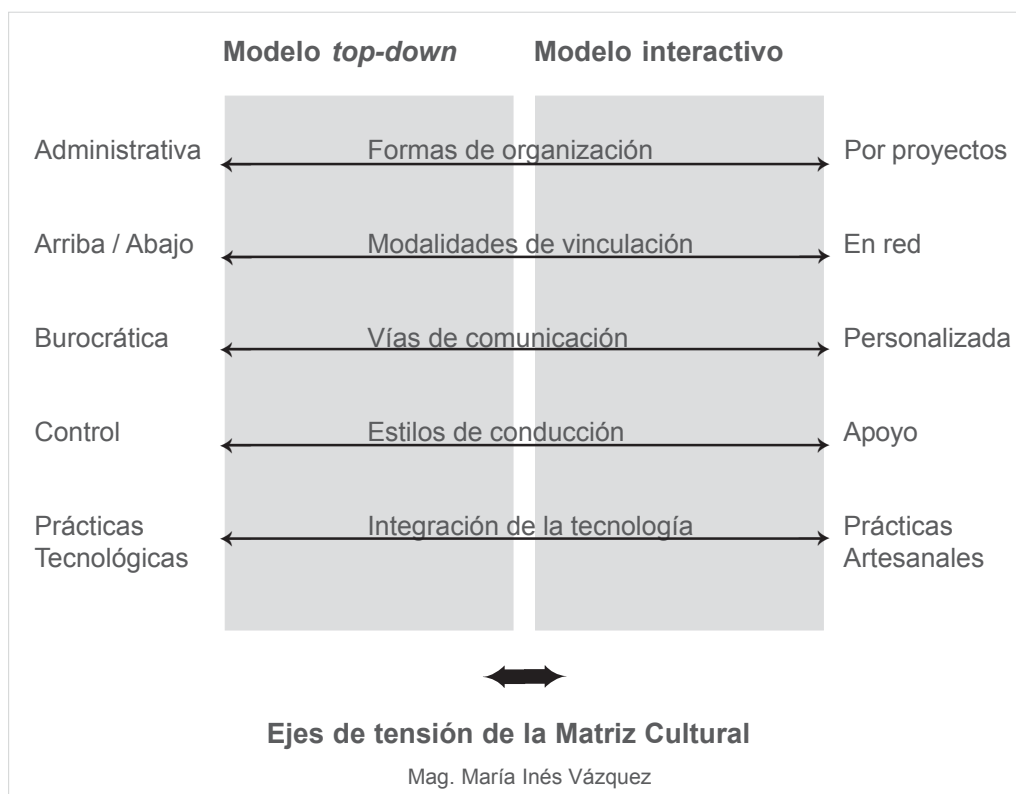 Modelo top-down Modelo interactivo
Administrativa Formas de organización Por proyectos
Arriba / Abajo Modalidades de vinculación En red
Burocrática Vías de comunicación Personalizada
Control Estilos de conducción Apoyo
Prácticas Integración de la tecnología Prácticas
Tecnológicas Artesanales
Ejes de tensión de la Matriz Cultural
Mag. María Inés Vázquez